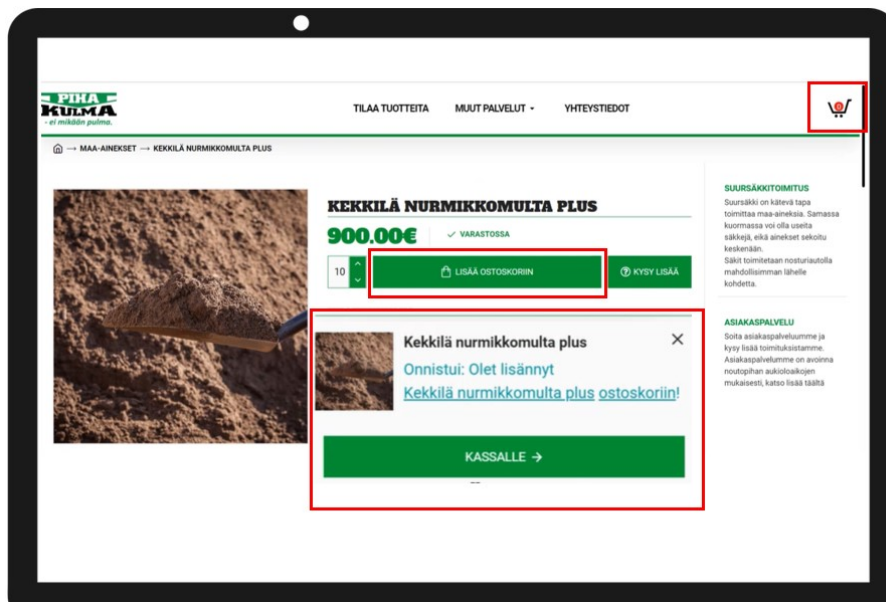 PIHA
KULMA
- ei mikään pulma.
TILAA TUOTTEITA
MUUT PALVELUT
YHTEYSTIEDOT
0
→ MAA-AINEKSET → KEKKILÄ NURMIKKOMULTA PLUS
KEKKILÄ NURMIKKOMULTA PLUS
900.00€
VARASTOSSA
10
LISÄÄ OSTOSKORIIN
KYSY LISÄÄ
Kekkilä nurmikkomulta plus
Onnistui: Olet lisännyt
Kekkilä nurmikkomulta plus ostoskoriin!
KASSALLE →
SUURSÄKKITOIMITUS
Suursäkki on kätevä tapa
toimittaa maa-aineksia. Samassa
kuormassa voi olla useita
säkkejä, eikä ainekset sekoitu
keskenään.
Säkit toimitetaan nosturiautolla
mahdollisimman lähelle
kohdetta.
ASIAKASPALVELU
Soita asiakaspalveluumme ja
kysy lisää toimituksistamme.
Asiakaspalvelumme on avoinna
noutopihan aukioloaikojen
mukaisesti, katso lisää täältä